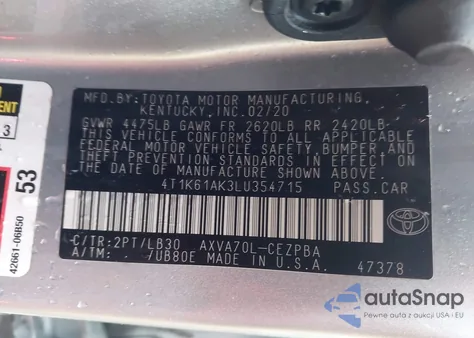 MFD.BY: TOYOTA MOTOR MANUFACTURING,
KENTUCKY, INC. 02/20
GVWR 4475LB GAWR FR 2620LB RR 2420LB
THIS VEHICLE CONFORMS TO ALL APPLICABLE
FEDERAL MOTOR VEHICLE SAFETY, BUMPER, AND
THEFT PREVENTION STANDARDS IN EFFECT ON
THE DATE OF MANUFACTURE SHOWN ABOVE.
4T1K61AK3LU354715 PASS.CAR
C/TR:2PT/LB30 AXVA70L-CEZPBA
A/TM: /UB80E MADE IN U.S.A. 47378
TOYOTA
53
42661-06B50
3
autoSnap
Pewne auta z aukcji USA i EU